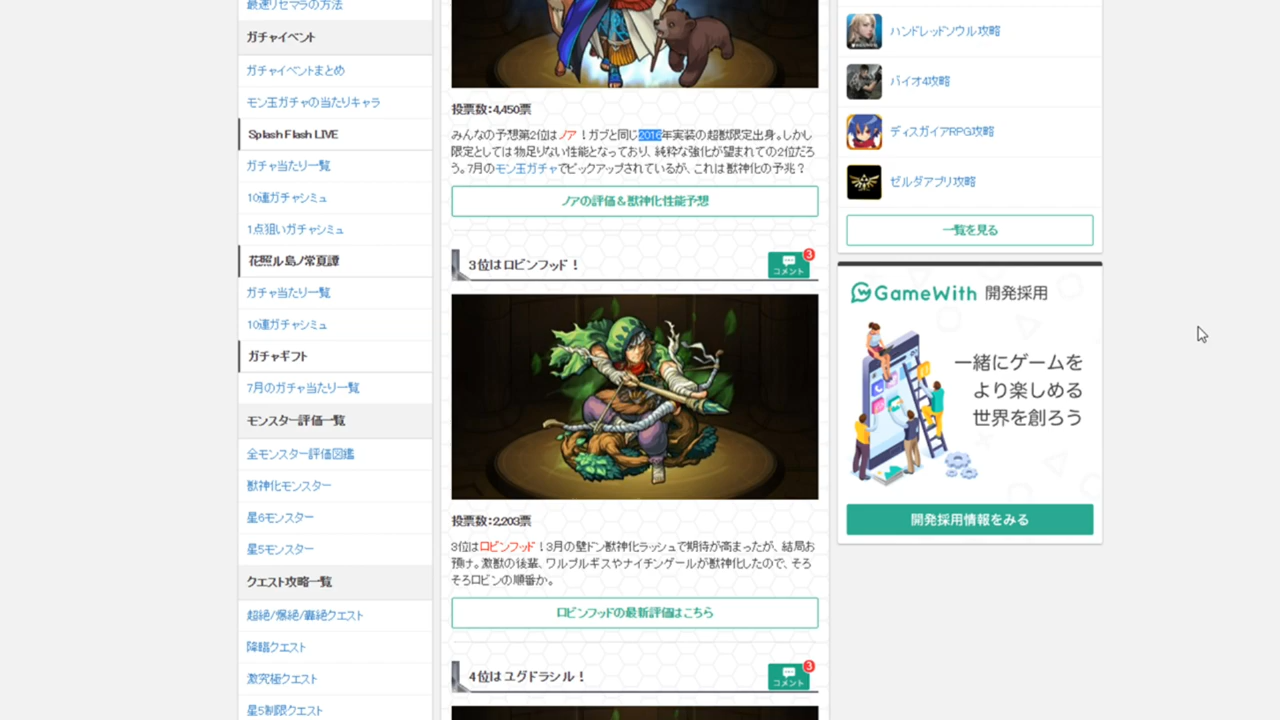 最速リセマラの方法
ガチャイベント
ガチャイベントまとめ
モン玉ガチャの当たりキャラ
Splash Flash LIVE
ガチャ当たり一覧
10連ガチャシミュ
1点狙いガチャシミュ
花照ル島ノ常夏譚
ガチャ当たり一覧
10連ガチャシミュ
ガチャギフト
7月のガチャ当たり一覧
モンスター評価一覧
全モンスター評価図鑑
獣神化モンスター
星6モンスター
星5モンスター
クエスト攻略一覧
超絶/爆絶/轟絶クエスト
降臨クエスト
激究極クエスト
星5制限クエスト
投票数:4,450票
みんなの予想第2位はノア！ガブと同じ2016年実装の超獣限定出身。しかし
限定としては物足りない性能となっており、純粋な強化が望まれての2位だろ
う。7月のモン玉ガチャでピックアップされているが、これは獣神化の予兆？
ノアの評価＆獣神化性能予想
3位はロビンフッド！
3
コメント
投票数:2,203票
3位はロビンフッド！3月の壁ドン獣神化ラッシュで期待が高まったが、結局お
預け。激獣の後輩、ワルプルギスやナイチンゲールが獣神化したので、そろ
そろロビンの順番か。
ロビンフッドの最新評価はこちら
4位はユグドラシル！
3
コメント
ハンドレッドソウル攻略
バイオ4攻略
ディスガイアRPG攻略
ゼルダアプリ攻略
一覧を見る
GameWith 開発採用
一緒にゲームを
より楽しめる
世界を創ろう
開発採用情報をみる